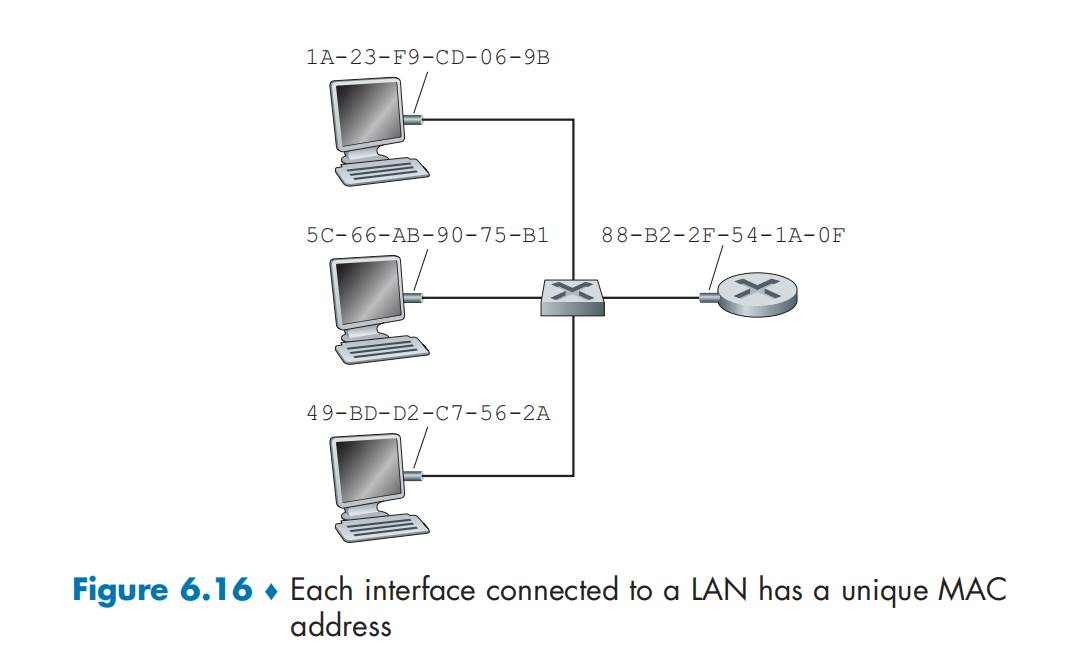 1A-23-F9-CD-06-9B
5C-66-AB-90-75-B1
88-B2-2F-54-1A-0F
49-BD-D2-C7-56-2A
Figure 6.16 ♦ Each interface connected to a LAN has a unique MAC
address